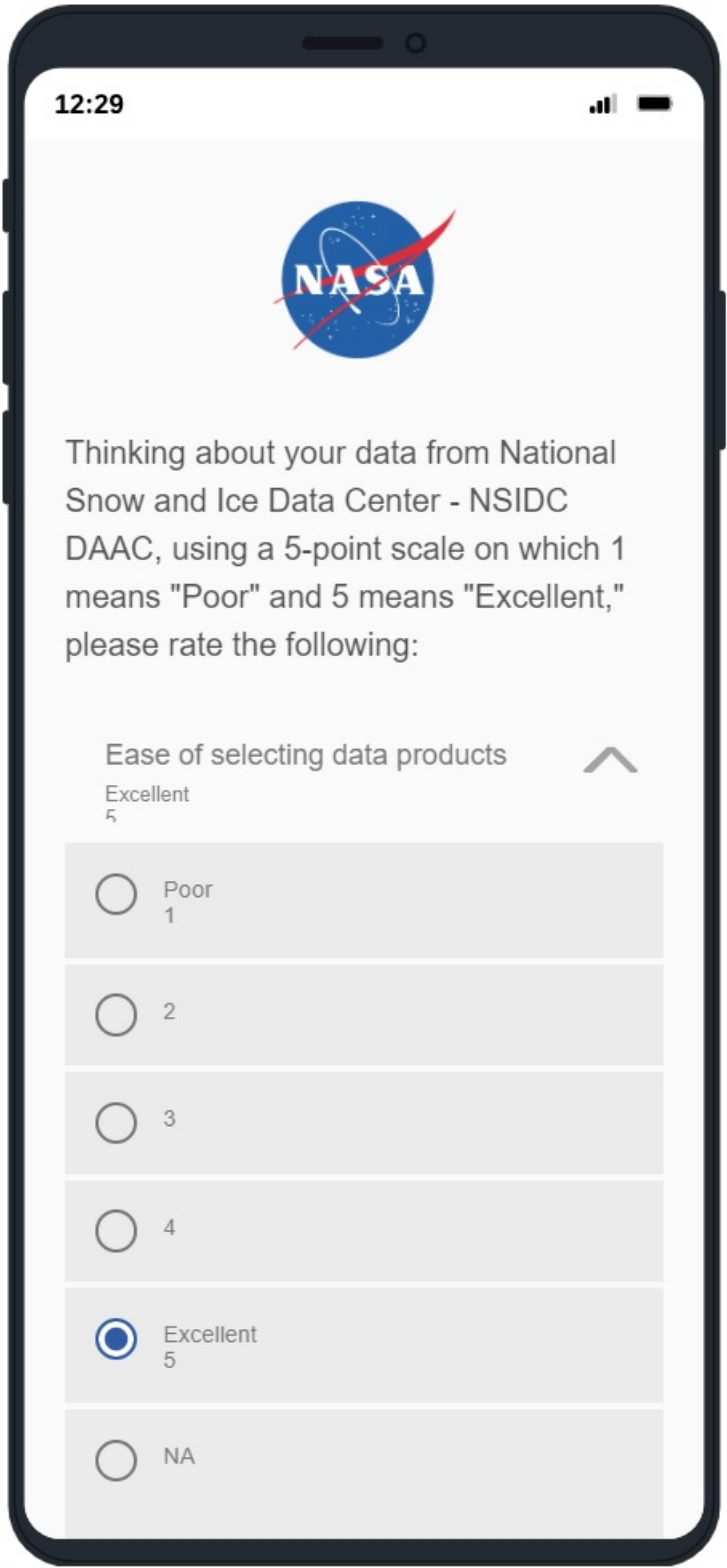 12:29
NASA
Thinking about your data from National
Snow and Ice Data Center - NSIDC
DAAC, using a 5-point scale on which 1
means "Poor" and 5 means "Excellent,"
please rate the following:
Ease of selecting data products
Excellent
5
Poor
1
2
3
4
Excellent
5
NA